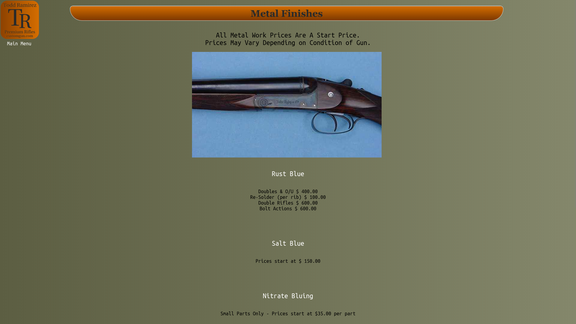 TR
Main Menu
Metal Finishes
All Metal Work Prices Are A Start Price.
Prices May Vary Depending on Condition of Gun.
Rust Blue
Doubles & O/U $ 400.00
Re-Solder (per rib) $ 100.00
Double Rifles $ 600.00
Bolt Actions $ 600.00
Salt Blue
Prices start at $ 130.00
Nitrate Bluing
Small Parts Only - Prices start at $35.00 per part